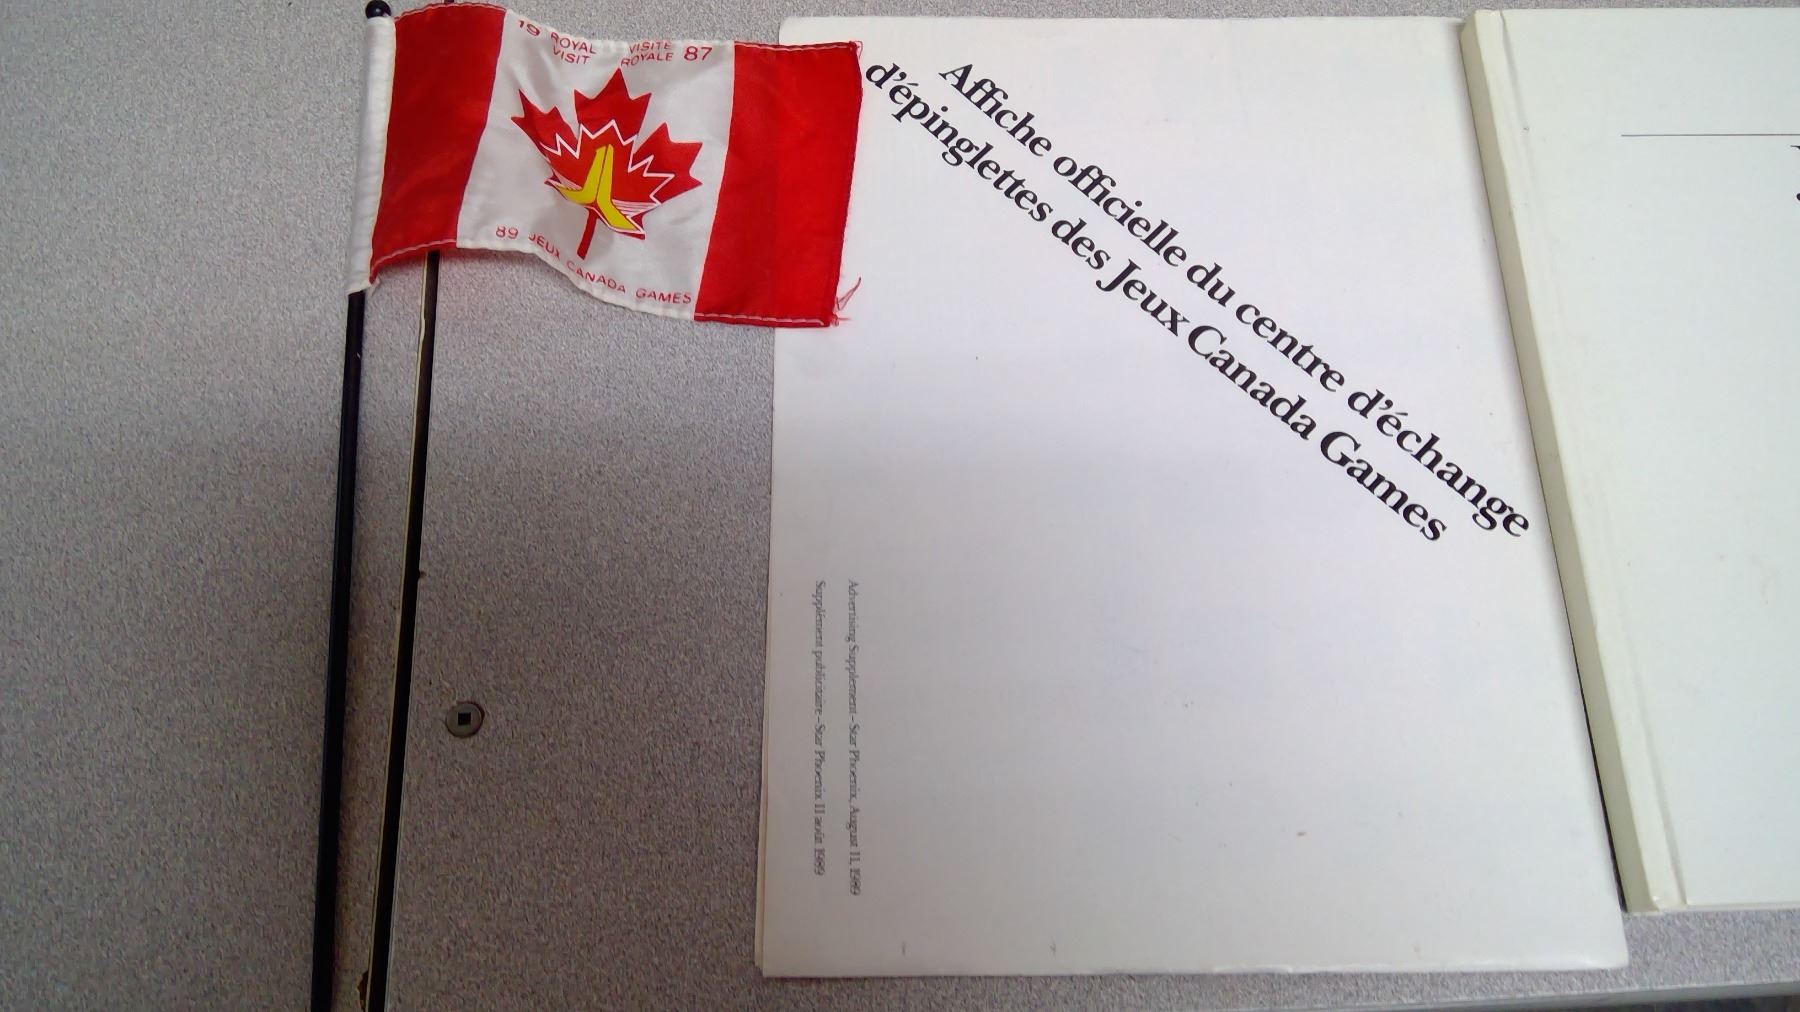 19 ROYAL VISITE 87
VISIT ROYALE
89 JEUX CANADA GAMES
Affiche officielle du centre d'échange
d'épinglettes des Jeux Canada Games
Advertising Supplement - Star Phoenix, August 11, 1989
Supplément publicitaire - Star Phoenix 11 août 1989